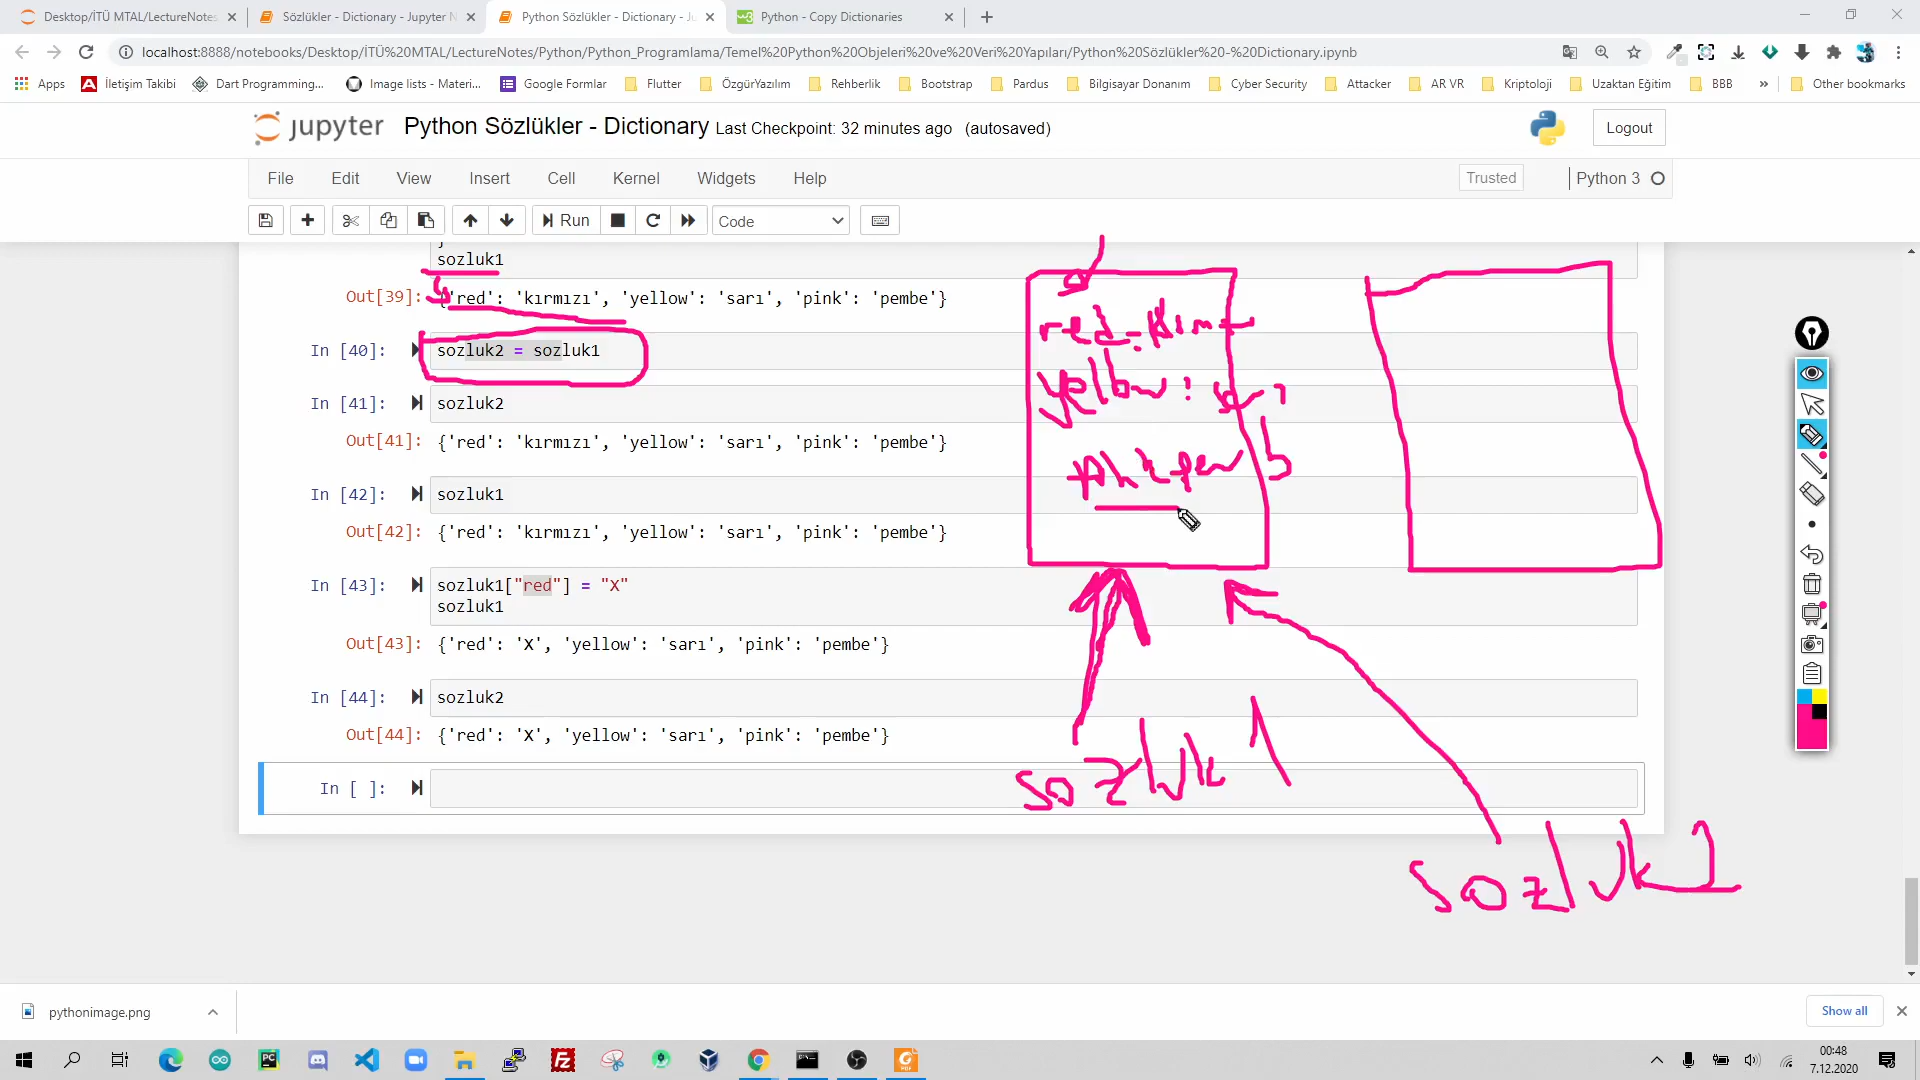 Desktop/İTÜ MTAL/LectureNotes
Sözlükler - Dictionary - Jupyter N
Python Sözlükler - Dictionary - Ju
Python - Copy Dictionaries
localhost:8888/notebooks/Desktop/İTÜ%20MTAL/LectureNotes/Python/Python_Programlama/Temel%20Python%20Objeleri%20ve%20Veri%20Yapıları/Python%20Sözlükler%20-%20Dictionary.ipynb
Apps
İletişim Takibi
Dart Programming...
Image lists - Materi...
Google Formlar
Flutter
ÖzgürYazılım
Rehberlik
Bootstrap
Pardus
Bilgisayar Donanım
Cyber Security
Attacker
AR VR
Kriptoloji
Uzaktan Eğitim
BBB
»
Other bookmarks
jupyter Python Sözlükler - Dictionary Last Checkpoint: 32 minutes ago (autosaved)
Logout
File Edit View Insert Cell Kernel Widgets Help
Trusted
Python 3
Run
Code
sozluk1
Out[39]: {'red': 'kırmızı', 'yellow': 'sarı', 'pink': 'pembe'}
In [40]: sozluk2 = sozluk1
In [41]: sozluk2
Out[41]: {'red': 'kırmızı', 'yellow': 'sarı', 'pink': 'pembe'}
In [42]: sozluk1
Out[42]: {'red': 'kırmızı', 'yellow': 'sarı', 'pink': 'pembe'}
In [43]: sozluk1["red"] = "X"
sozluk1
Out[43]: {'red': 'X', 'yellow': 'sarı', 'pink': 'pembe'}
In [44]: sozluk2
Out[44]: {'red': 'X', 'yellow': 'sarı', 'pink': 'pembe'}
In [ ]:
red
yellow:
sozluk1
sozluk2
pythonimage.png
Show all
00:48
7.12.2020